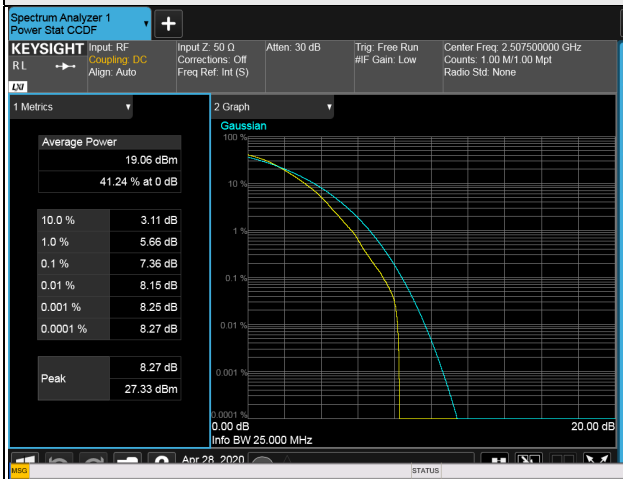 Spectrum Analyzer 1
Power Stat CCDF
KEYSIGHT
R L
LXI
Input: RF
Coupling: DC
Align: Auto
Input Z: 50 Ω
Corrections: Off
Freq Ref: Int (S)
Atten: 30 dB
Trig: Free Run
#IF Gain: Low
Center Freq: 2.507500000 GHz
Counts: 1.00 M/1.00 Mpt
Radio Std: None
1 Metrics
Average Power
19.06 dBm
41.24 % at 0 dB
10.0 % 3.11 dB
1.0 % 5.66 dB
0.1 % 7.36 dB
0.01 % 8.15 dB
0.001 % 8.25 dB
0.0001 % 8.27 dB
Peak
8.27 dB
27.33 dBm
2 Graph
Gaussian
100 %
10 %
1 %
0.1 %
0.01 %
0.001 %
0.0001 %
0.00 dB 20.00 dB
Info BW 25.000 MHz
Apr 28, 2020
MSG STATUS